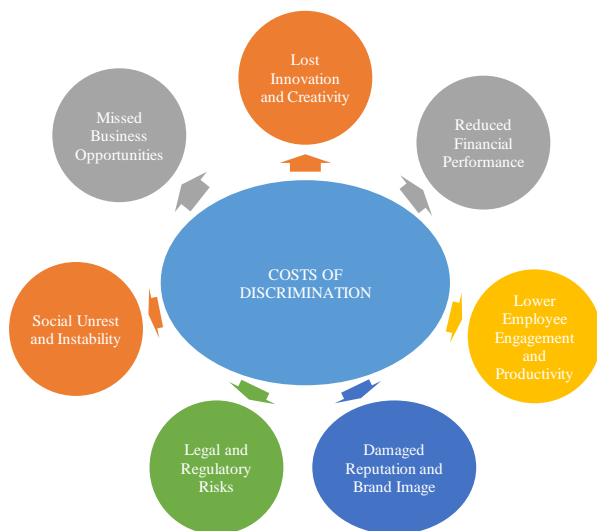 Lost
Innovation
and Creativity
Reduced
Financial
Performance
Lower
Employee
Engagement
and
Productivity
Damaged
Reputation and
Brand Image
Legal and
Regulatory
Risks
Social Unrest
and Instability
Missed
Business
Opportunities
COSTS OF
DISCRIMINATION